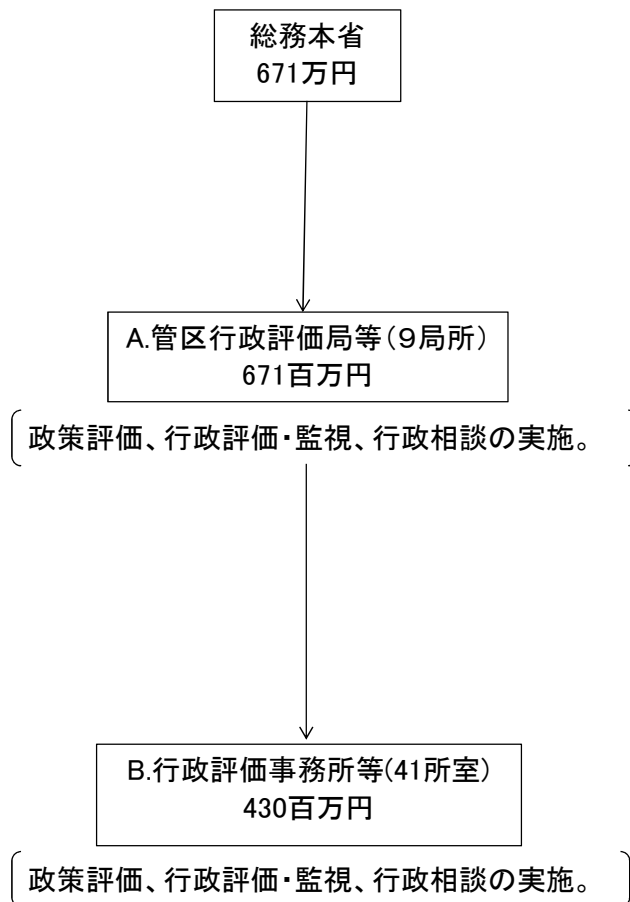 総務本省
671万円
A.管区行政評価局等(９局所)
671百万円
政策評価、行政評価・監視、行政相談の実施。
B.行政評価事務所等(41所室)
430百万円
政策評価、行政評価・監視、行政相談の実施。